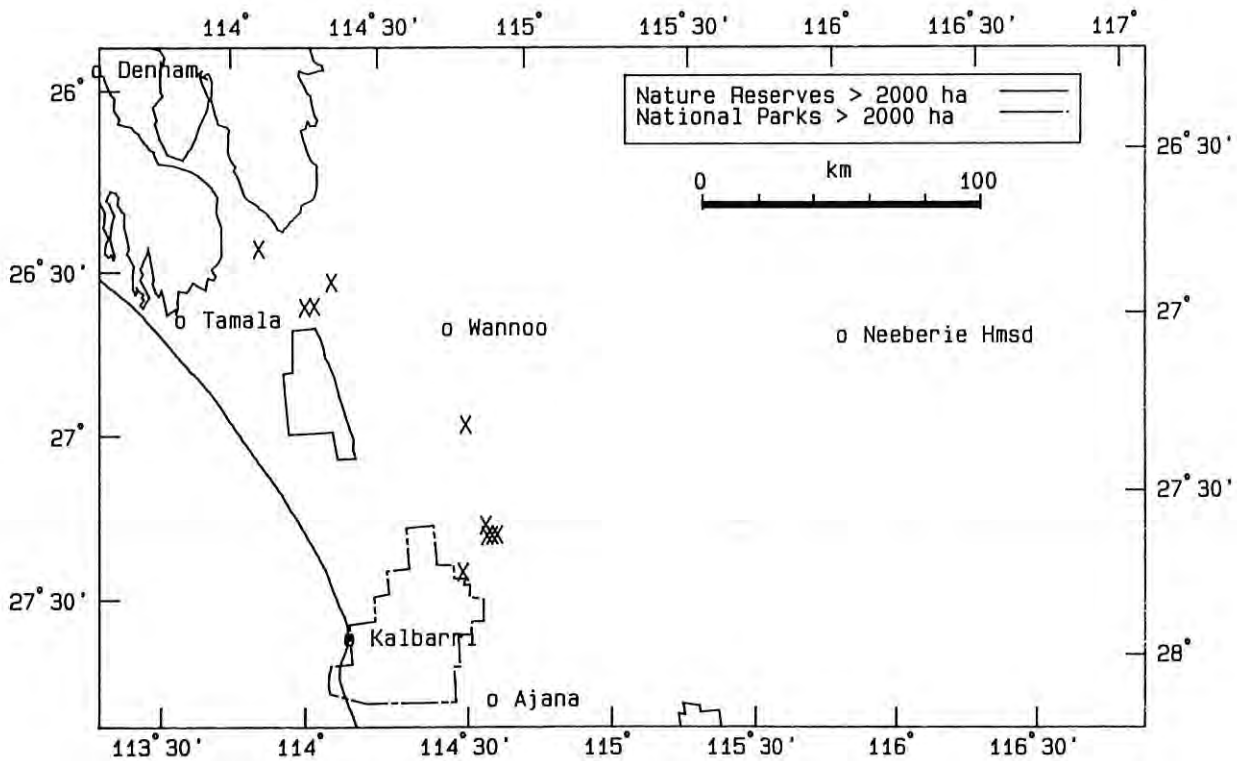 114° 114°30' 115° 115°30' 116° 116°30' 117°
Denham
26°
Nature Reserves > 2000 ha
National Parks > 2000 ha
26°30'
km
0 100
X
26°30'
X
XX
27°
Tamala
Wannoo
Neeberie Hmsd
X
27°
27°30'
X
XXX
X
27°30'
Kalbarri
28°
Ajana
113°30' 114° 114°30' 115° 115°30' 116° 116°30'